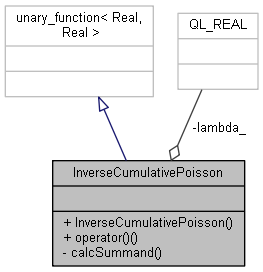 unary_function< Real,
Real >
QL_REAL
-lambda_
InverseCumulativePoisson
+ InverseCumulativePoisson()
+ operator()()
- calcSummand()